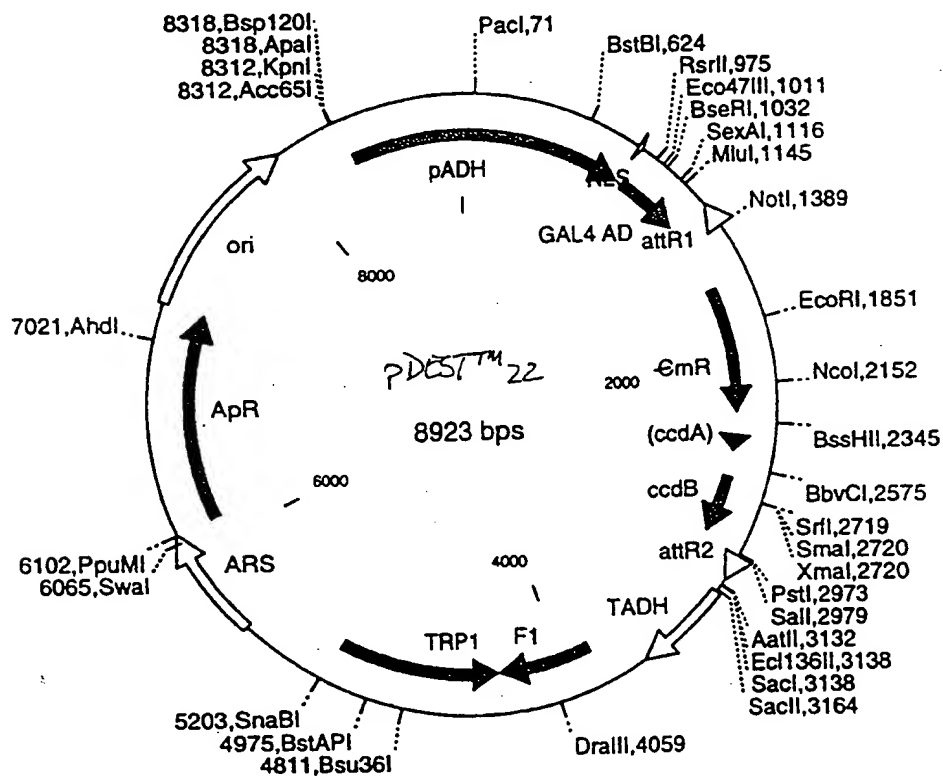 8318,Bsp120I
8318,ApaI
8312,KpnI
8312,Acc65I
PacI,71
BstBI,624
RsrII,975
Eco47III,1011
BseRI,1032
SexAI,1116
MluI,1145
NotI,1389
pADH
GAL4 AD
attR1
ori
8000
EcoRI,1851
7021,AhdI
pDEST™22
2000
CmR
NcoI,2152
ApR
8923 bps
(ccdA)
BssHII,2345
ccdB
BbvCI,2575
6000
SrfI,2719
SmaI,2720
XmaI,2720
attR2
6102,PpuMI
6065,SwaI
ARS
4000
PstI,2973
SalI,2979
TADH
AatII,3132
Ecl136II,3138
SacI,3138
SacII,3164
TRP1
F1
5203,SnaBI
4975,BstAPI
4811,Bsu36I
DraIII,4059